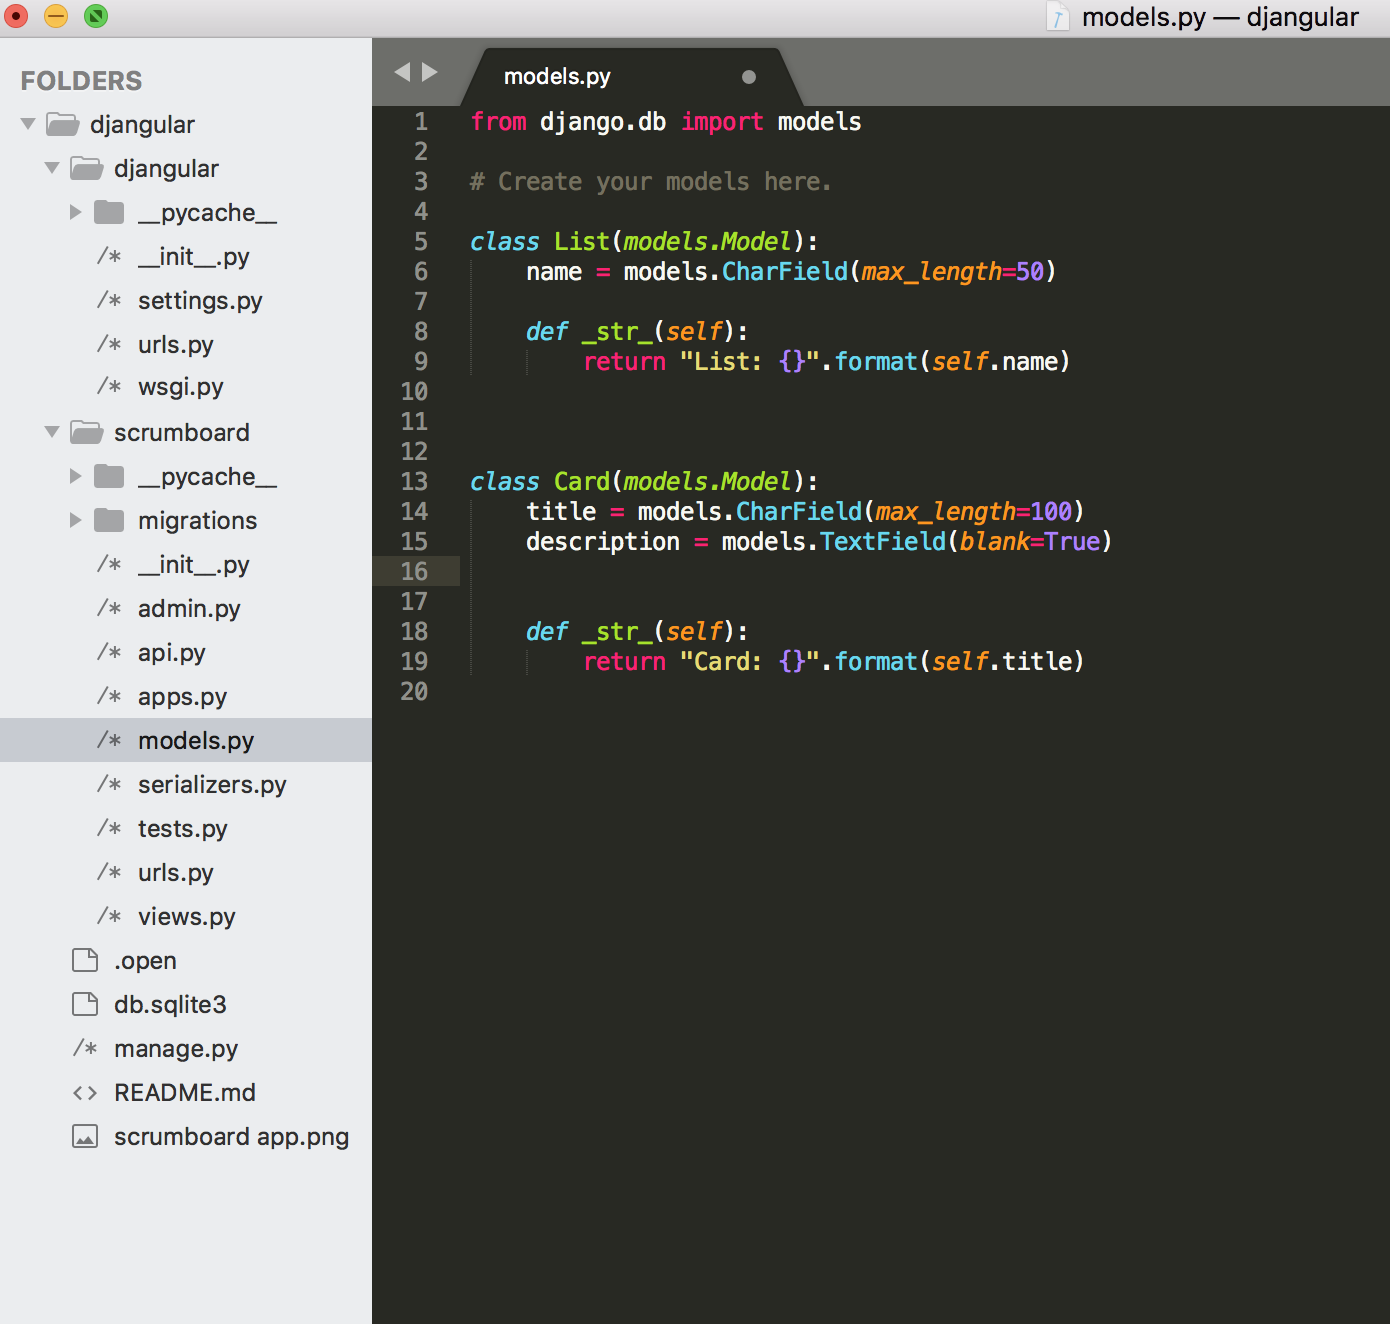 models.py — djangular
FOLDERS
djangular
djangular
__pycache__
/* __init__.py
/* settings.py
/* urls.py
/* wsgi.py
scrumboard
__pycache__
migrations
/* __init__.py
/* admin.py
/* api.py
/* apps.py
/* models.py
/* serializers.py
/* tests.py
/* urls.py
/* views.py
.open
db.sqlite3
/* manage.py
<> README.md
scrumboard app.png
models.py
1 from django.db import models
2
3 # Create your models here.
4
5 class List(models.Model):
6     name = models.CharField(max_length=50)
7
8     def _str_(self):
9         return "List: {}".format(self.name)
10
11
12
13 class Card(models.Model):
14     title = models.CharField(max_length=100)
15     description = models.TextField(blank=True)
16
17
18     def _str_(self):
19         return "Card: {}".format(self.title)
20